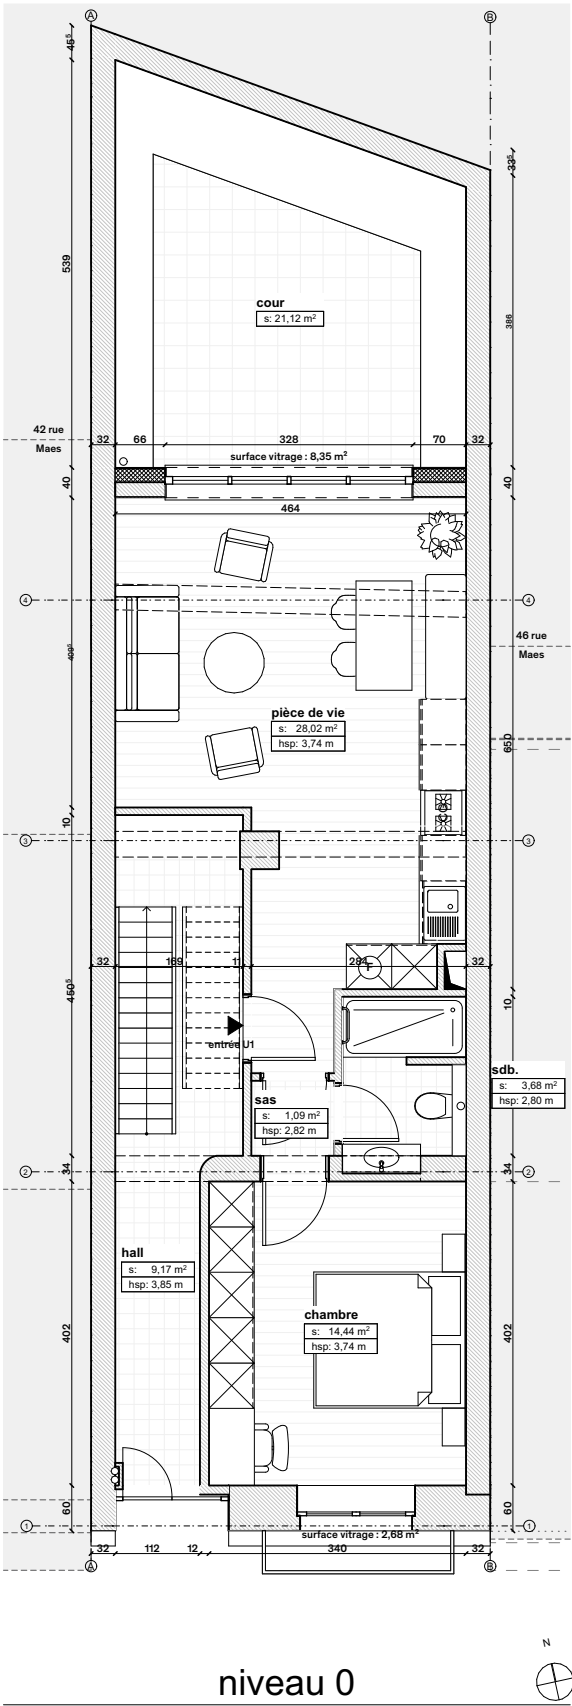 A
B
45⁵
33⁵
539
386
cour
s: 21,12 m²
42 rue
Maes
32
66
328
70
32
surface vitrage : 8,35 m²
40
40
464
4
4
46 rue
Maes
409⁵
pièce de vie
s: 28,02 m²
hsp: 3,74 m
650
10
3
3
32
169
11
284
32
T
450⁵
10
entrée U1
sdb.
s: 3,68 m²
hsp: 2,80 m
sas
s: 1,09 m²
hsp: 2,82 m
34
2
2
34
hall
s: 9,17 m²
hsp: 3,85 m
chambre
s: 14,44 m²
hsp: 3,74 m
402
402
60
60
1
1
surface vitrage : 2,68 m²
32
112
12
340
32
A
B
N
niveau 0